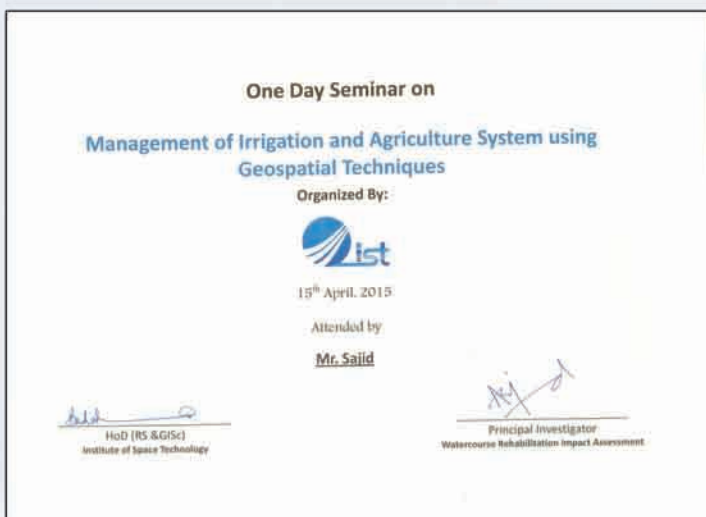 One Day Seminar on
Management of Irrigation and Agriculture System using
Geospatial Techniques
Organized By:
ist
15th April. 2015
Attended by
Mr. Sajid
HoD (RS &GISc)
Institute of Space Technology
Principal Investigator
Watercourse Rehabilitation Impact Assessment